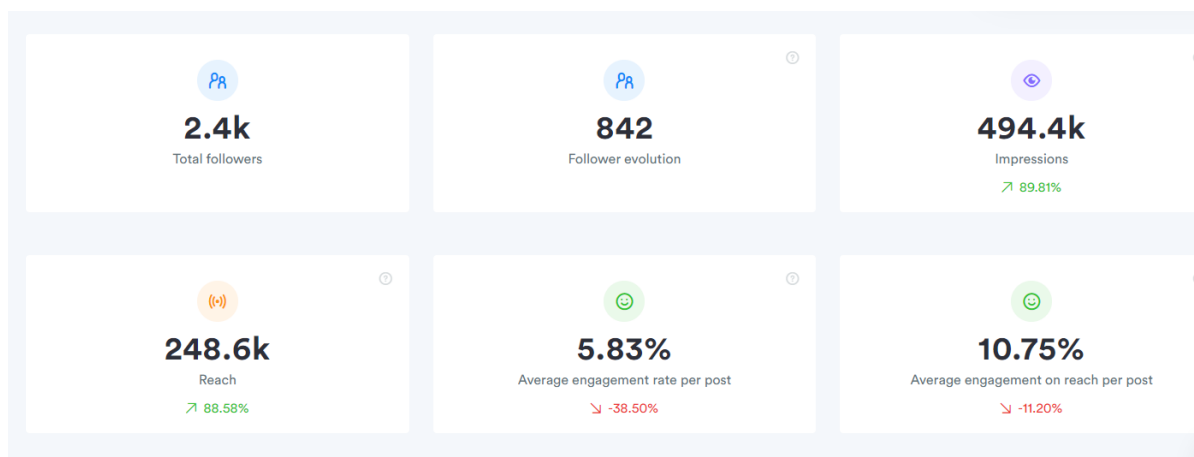 2.4k
Total followers
842
Follower evolution
494.4k
Impressions
89.81%
248.6k
Reach
88.58%
5.83%
Average engagement rate per post
-38.50%
10.75%
Average engagement on reach per post
-11.20%